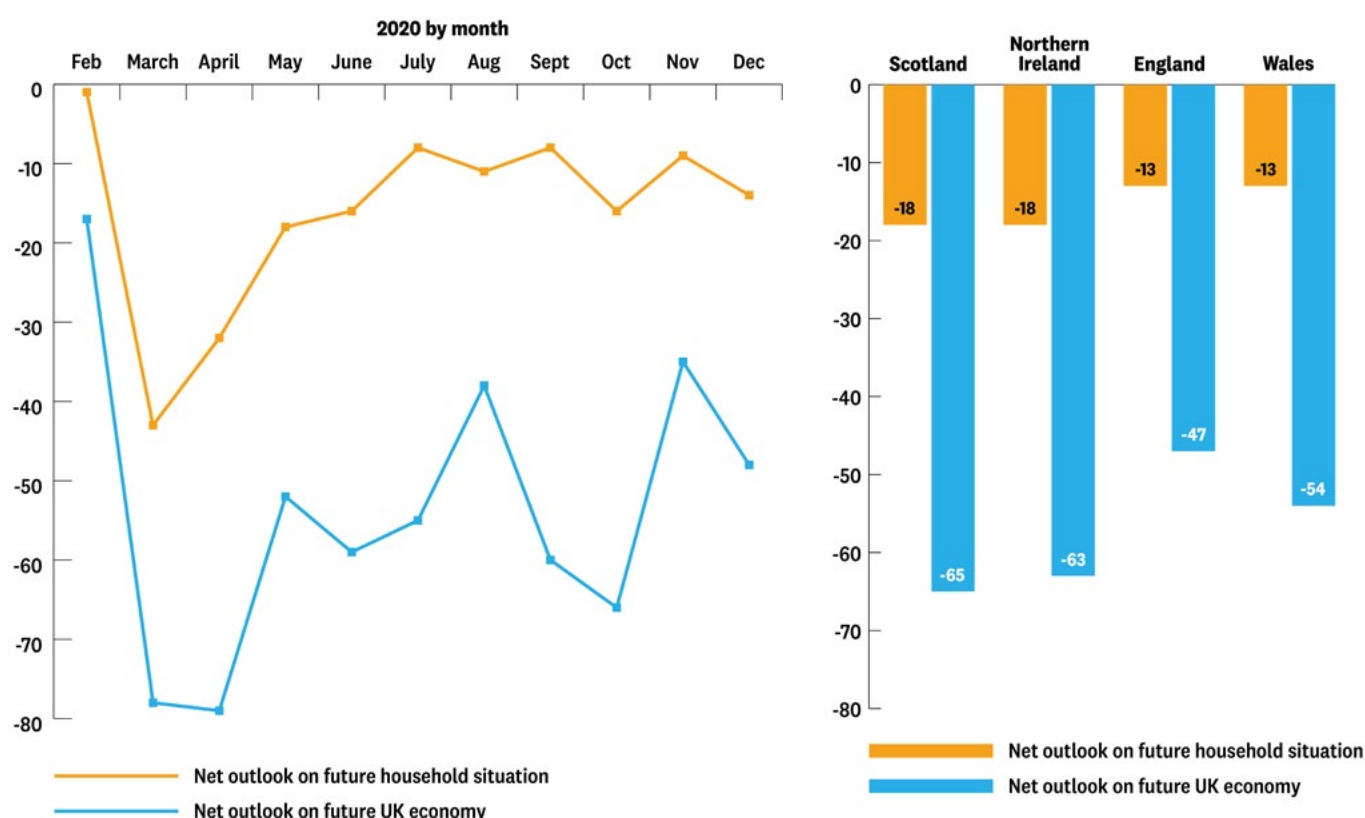 2020 by month
Feb March April May June July Aug Sept Oct Nov Dec
0
-10
-20
-30
-40
-50
-60
-70
-80
Net outlook on future household situation
Net outlook on future UK economy
Scotland
Northern
Ireland
England
Wales
0
-10
-20
-30
-40
-50
-60
-70
-80
-18
-65
-18
-63
-13
-47
-13
-54
Net outlook on future household situation
Net outlook on future UK economy